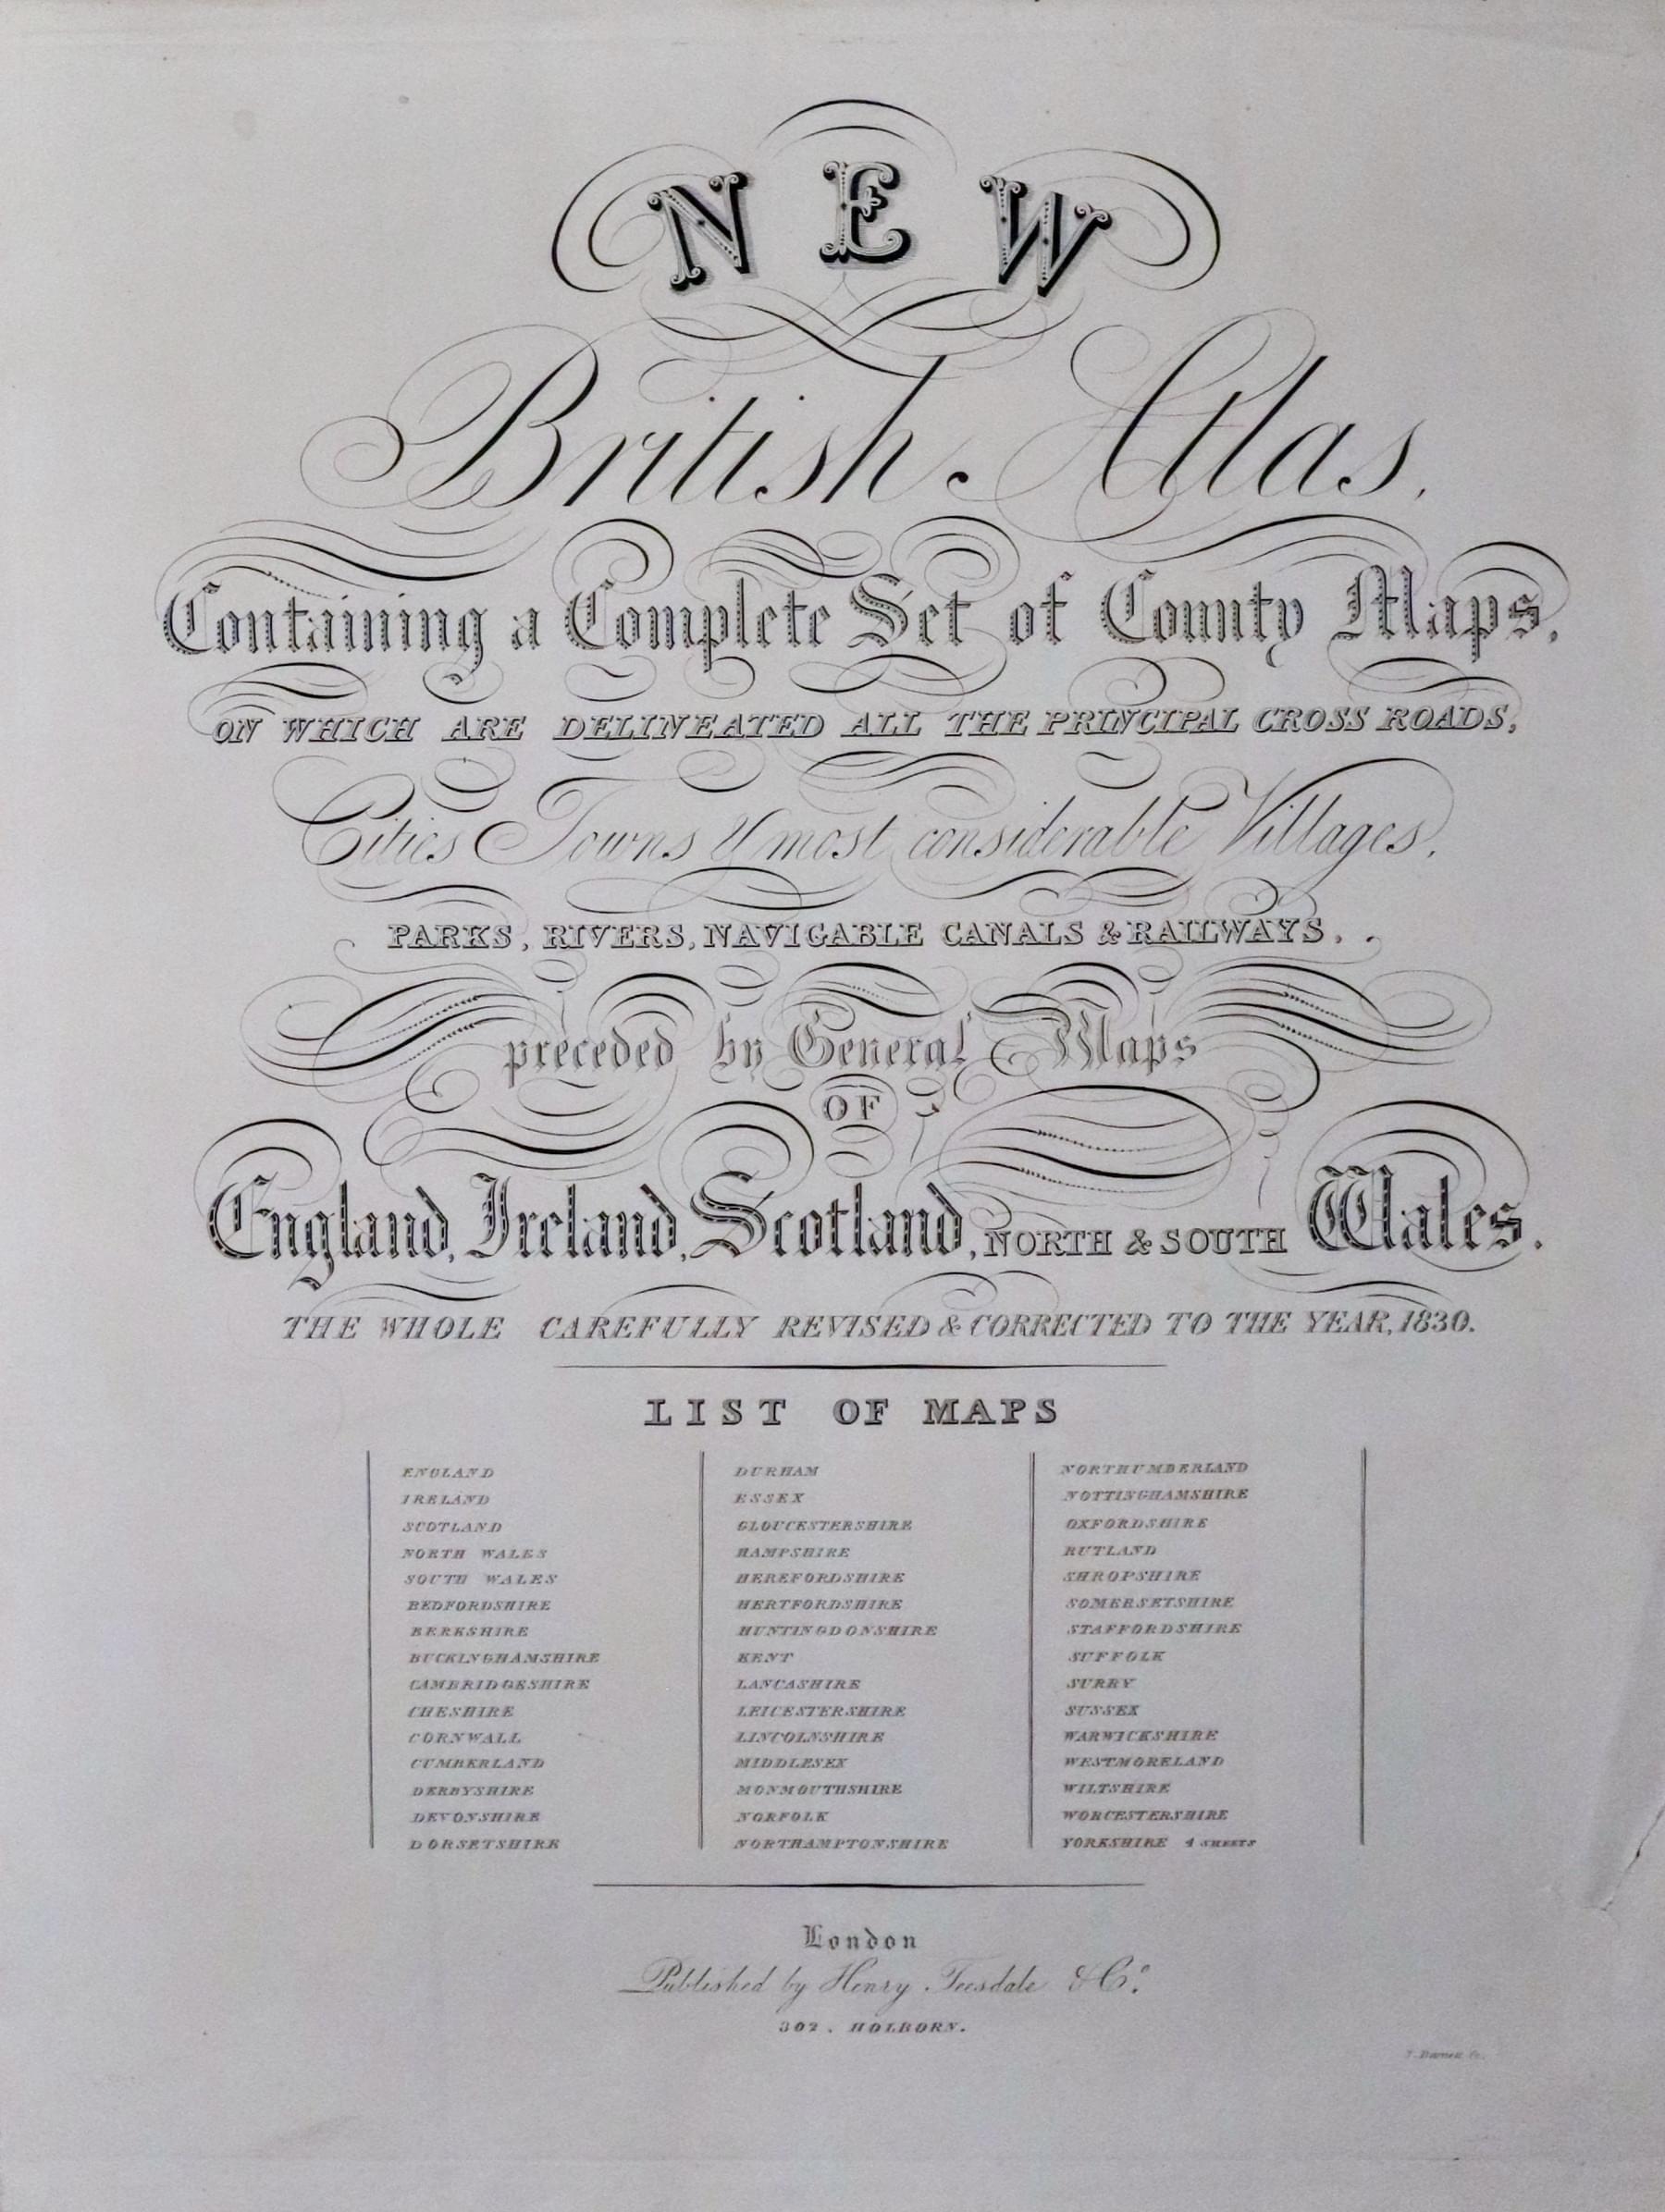 NEW
British Atlas,
Containing a Complete Set of County Maps,
ON WHICH ARE DELINEATED ALL THE PRINCIPAL CROSS ROADS,
Cities Towns & most considerable Villages,
PARKS, RIVERS, NAVIGABLE CANALS & RAILWAYS,
preceded by General Maps
OF
England, Ireland, Scotland, NORTH & SOUTH Wales.
THE WHOLE CAREFULLY REVISED & CORRECTED TO THE YEAR, 1830.
LIST OF MAPS
ENGLAND
IRELAND
SCOTLAND
NORTH WALES
SOUTH WALES
BEDFORDSHIRE
BERKSHIRE
BUCKINGHAMSHIRE
CAMBRIDGESHIRE
CHESHIRE
CORNWALL
CUMBERLAND
DERBYSHIRE
DEVONSHIRE
DORSETSHIRE
DURHAM
ESSEX
GLOUCESTERSHIRE
HAMPSHIRE
HEREFORDSHIRE
HERTFORDSHIRE
HUNTINGDONSHIRE
KENT
LANCASHIRE
LEICESTERSHIRE
LINCOLNSHIRE
MIDDLESEX
MONMOUTHSHIRE
NORFOLK
NORTHAMPTONSHIRE
NORTHUMBERLAND
NOTTINGHAMSHIRE
OXFORDSHIRE
RUTLAND
SHROPSHIRE
SOMERSETSHIRE
STAFFORDSHIRE
SUFFOLK
SURRY
SUSSEX
WARWICKSHIRE
WESTMORELAND
WILTSHIRE
WORCESTERSHIRE
YORKSHIRE 4 SHEETS
London
Published by Henry Teesdale & Co.
302, HOLBORN.